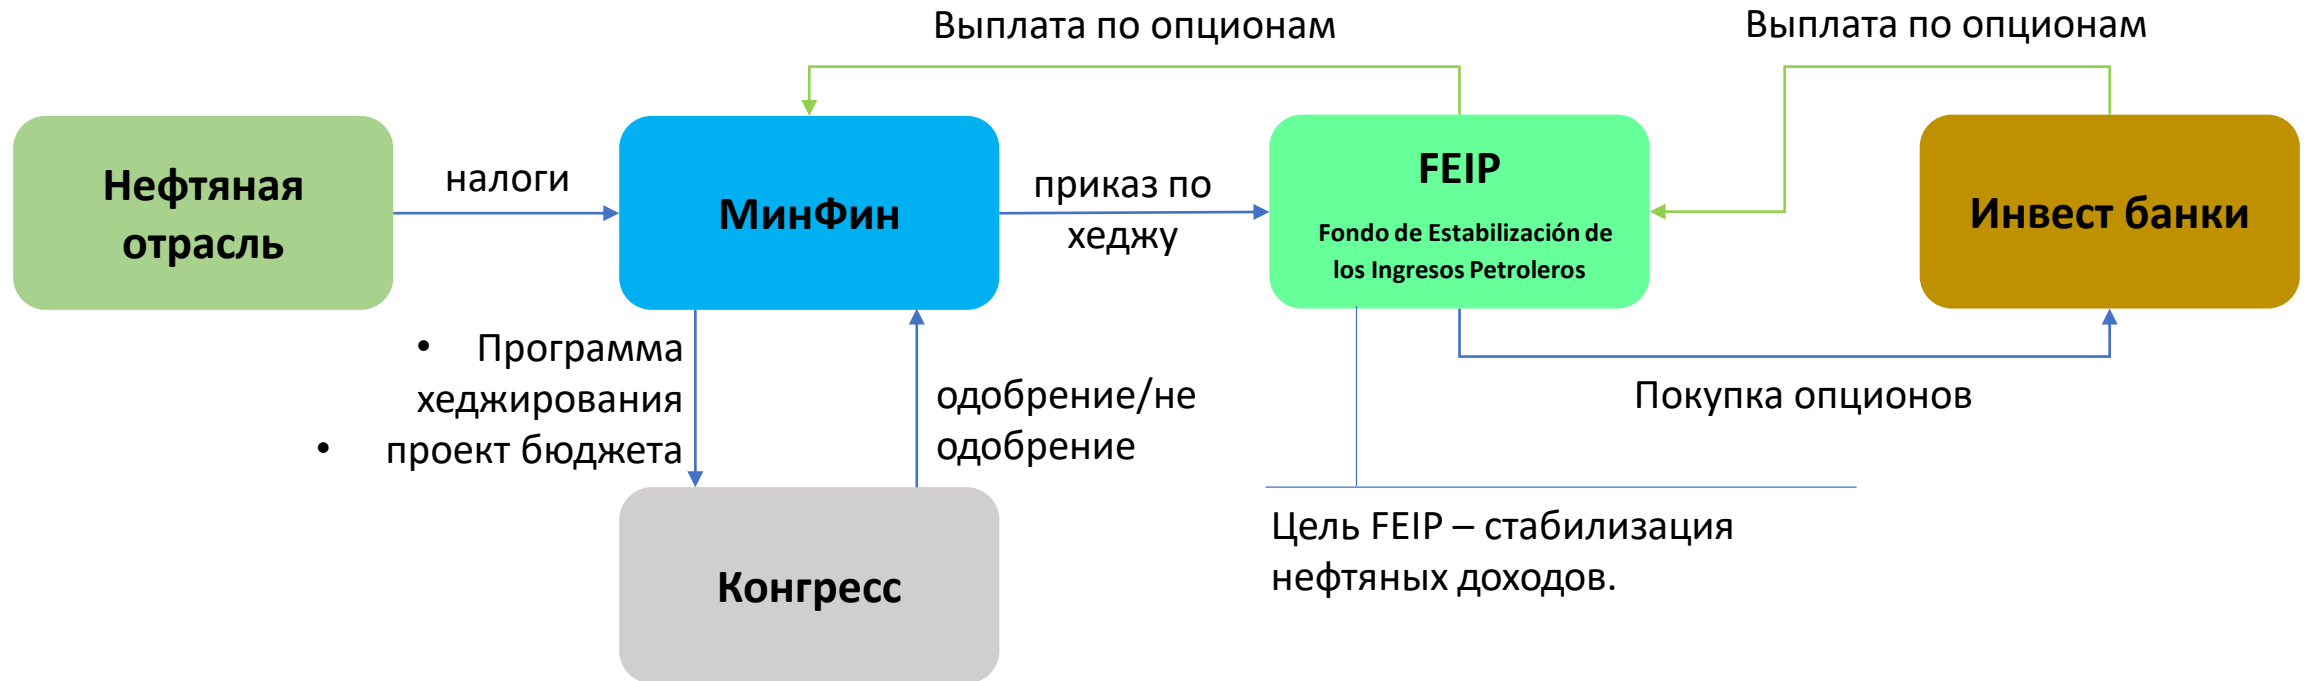 Выплата по опционам
Выплата по опционам
Нефтяная
отрасль
налоги
МинФин
приказ по
хеджу
FEIP
Fondo de Estabilización de
los Ingresos Petroleros
Инвест банки
• Программа
хеджирования
• проект бюджета
одобрение/не
одобрение
Покупка опционов
Конгресс
Цель FEIP – стабилизация
нефтяных доходов.